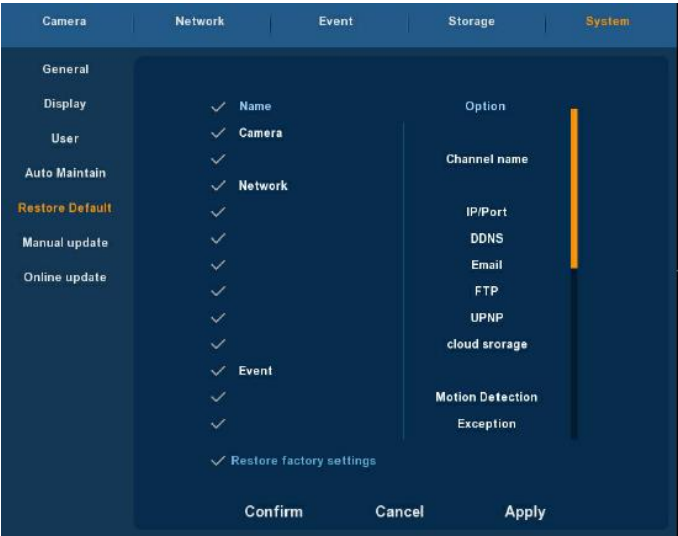 Camera Network Event Storage System
General
Display
User
Auto Maintain
Restore Default
Manual update
Online update
Name Option
Camera
Channel name
Network
IP/Port
DDNS
Email
FTP
UPNP
cloud srorage
Event
Motion Detection
Exception
Restore factory settings
Confirm Cancel Apply